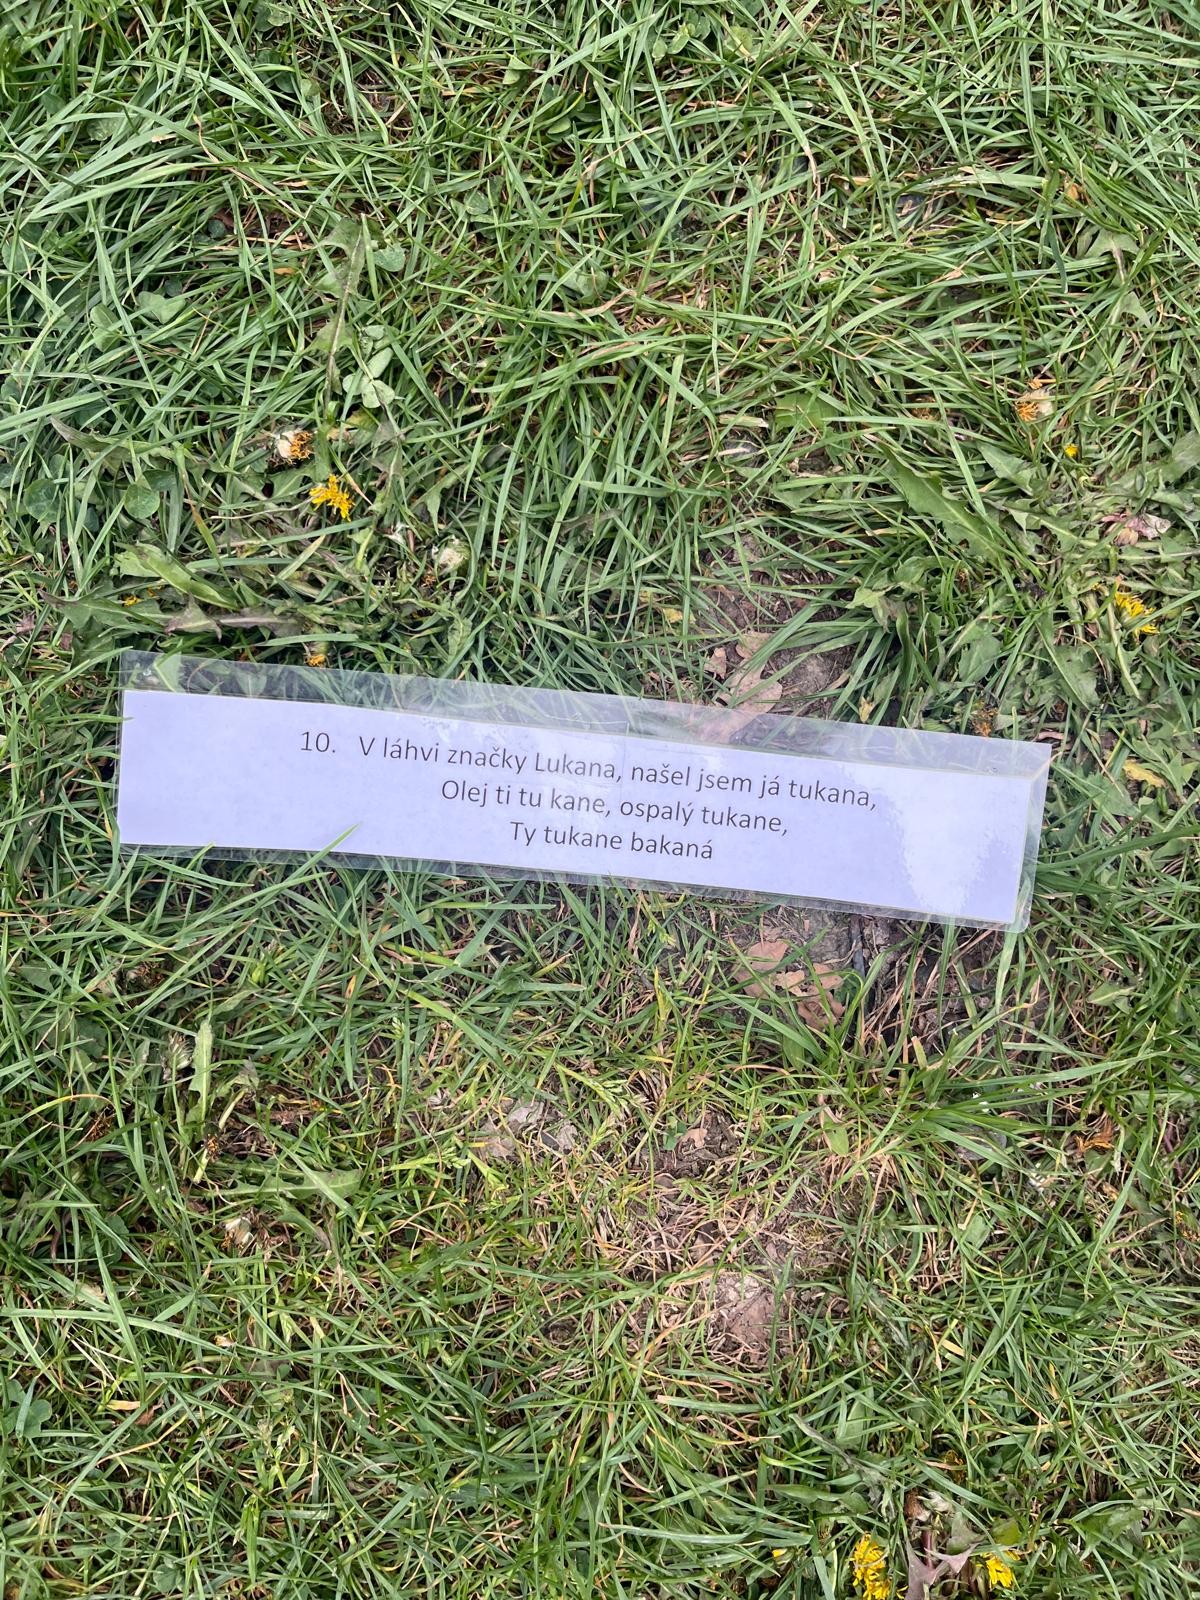 10. V láhvi značky Lukana, našel jsem já tukana,
Olej ti tu kane, ospalý tukane,
Ty tukane bakaná